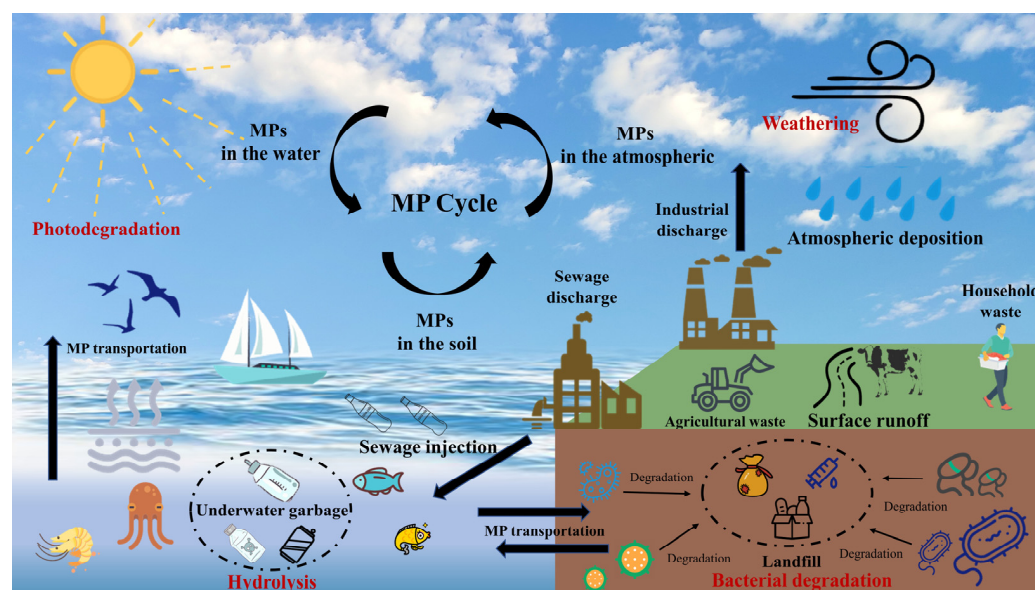 Weathering
MPs
in the water
MPs
in the atmospheric
MP Cycle
Photodegradation
Industrial
discharge
Atmospheric deposition
Sewage
discharge
Household
waste
MPs
in the soil
MP transportation
Agricultural waste
Surface runoff
Sewage injection
Underwater garbage
Degradation
Degradation
MP transportation
Degradation
Landfill
Degradation
Hydrolysis
Bacterial degradation